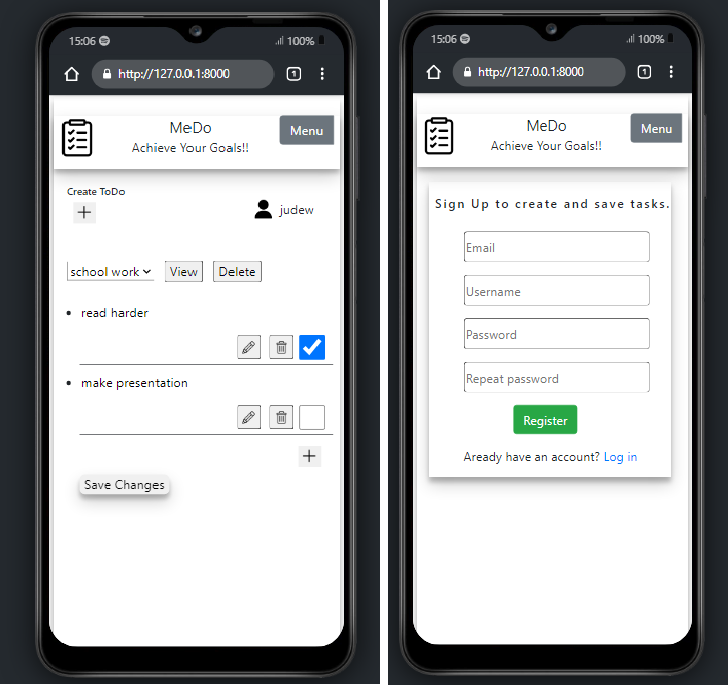 15:06 100%
http://127.0.0.1:8000 1
MeDo
Menu
Achieve Your Goals!!
Create ToDo
judew
school work View Delete
read harder
make presentation
Save Changes
15:06 100%
http://127.0.0.1:8000 1
MeDo
Menu
Achieve Your Goals!!
Sign Up to create and save tasks.
Email
Username
Password
Repeat password
Register
Aready have an account? Log in